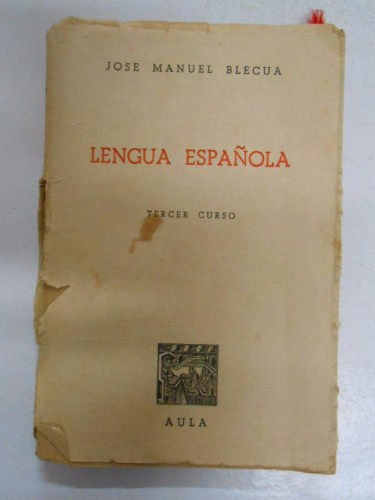 JOSE MANUEL BLECUA
LENGUA ESPAÑOLA
TERCER CURSO
AULA